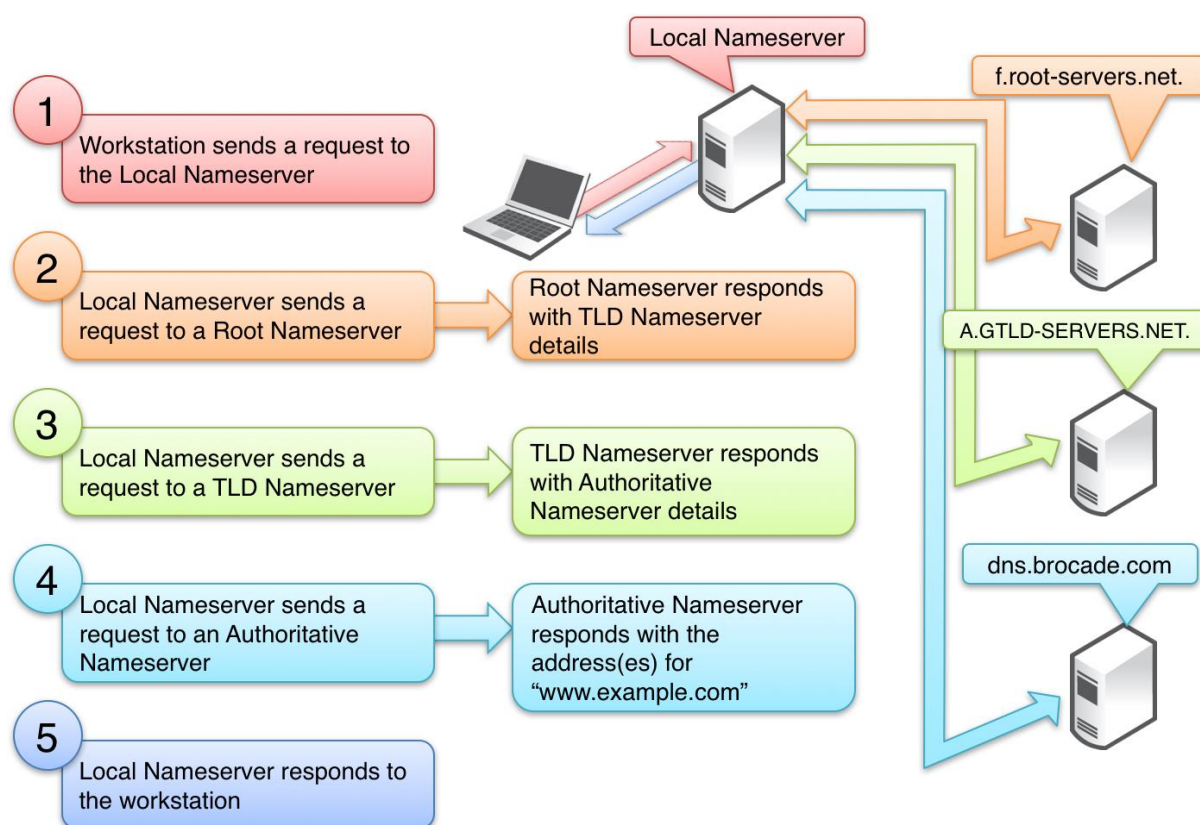 Local Nameserver
f.root-servers.net.
1
Workstation sends a request to
the Local Nameserver
2
Local Nameserver sends a
request to a Root Nameserver
Root Nameserver responds
with TLD Nameserver
details
A.GTLD-SERVERS.NET.
3
Local Nameserver sends a
request to a TLD Nameserver
TLD Nameserver responds
with Authoritative
Nameserver details
dns.brocade.com
4
Local Nameserver sends a
request to an Authoritative
Nameserver
Authoritative Nameserver
responds with the
address(es) for
“www.example.com”
5
Local Nameserver responds to
the workstation